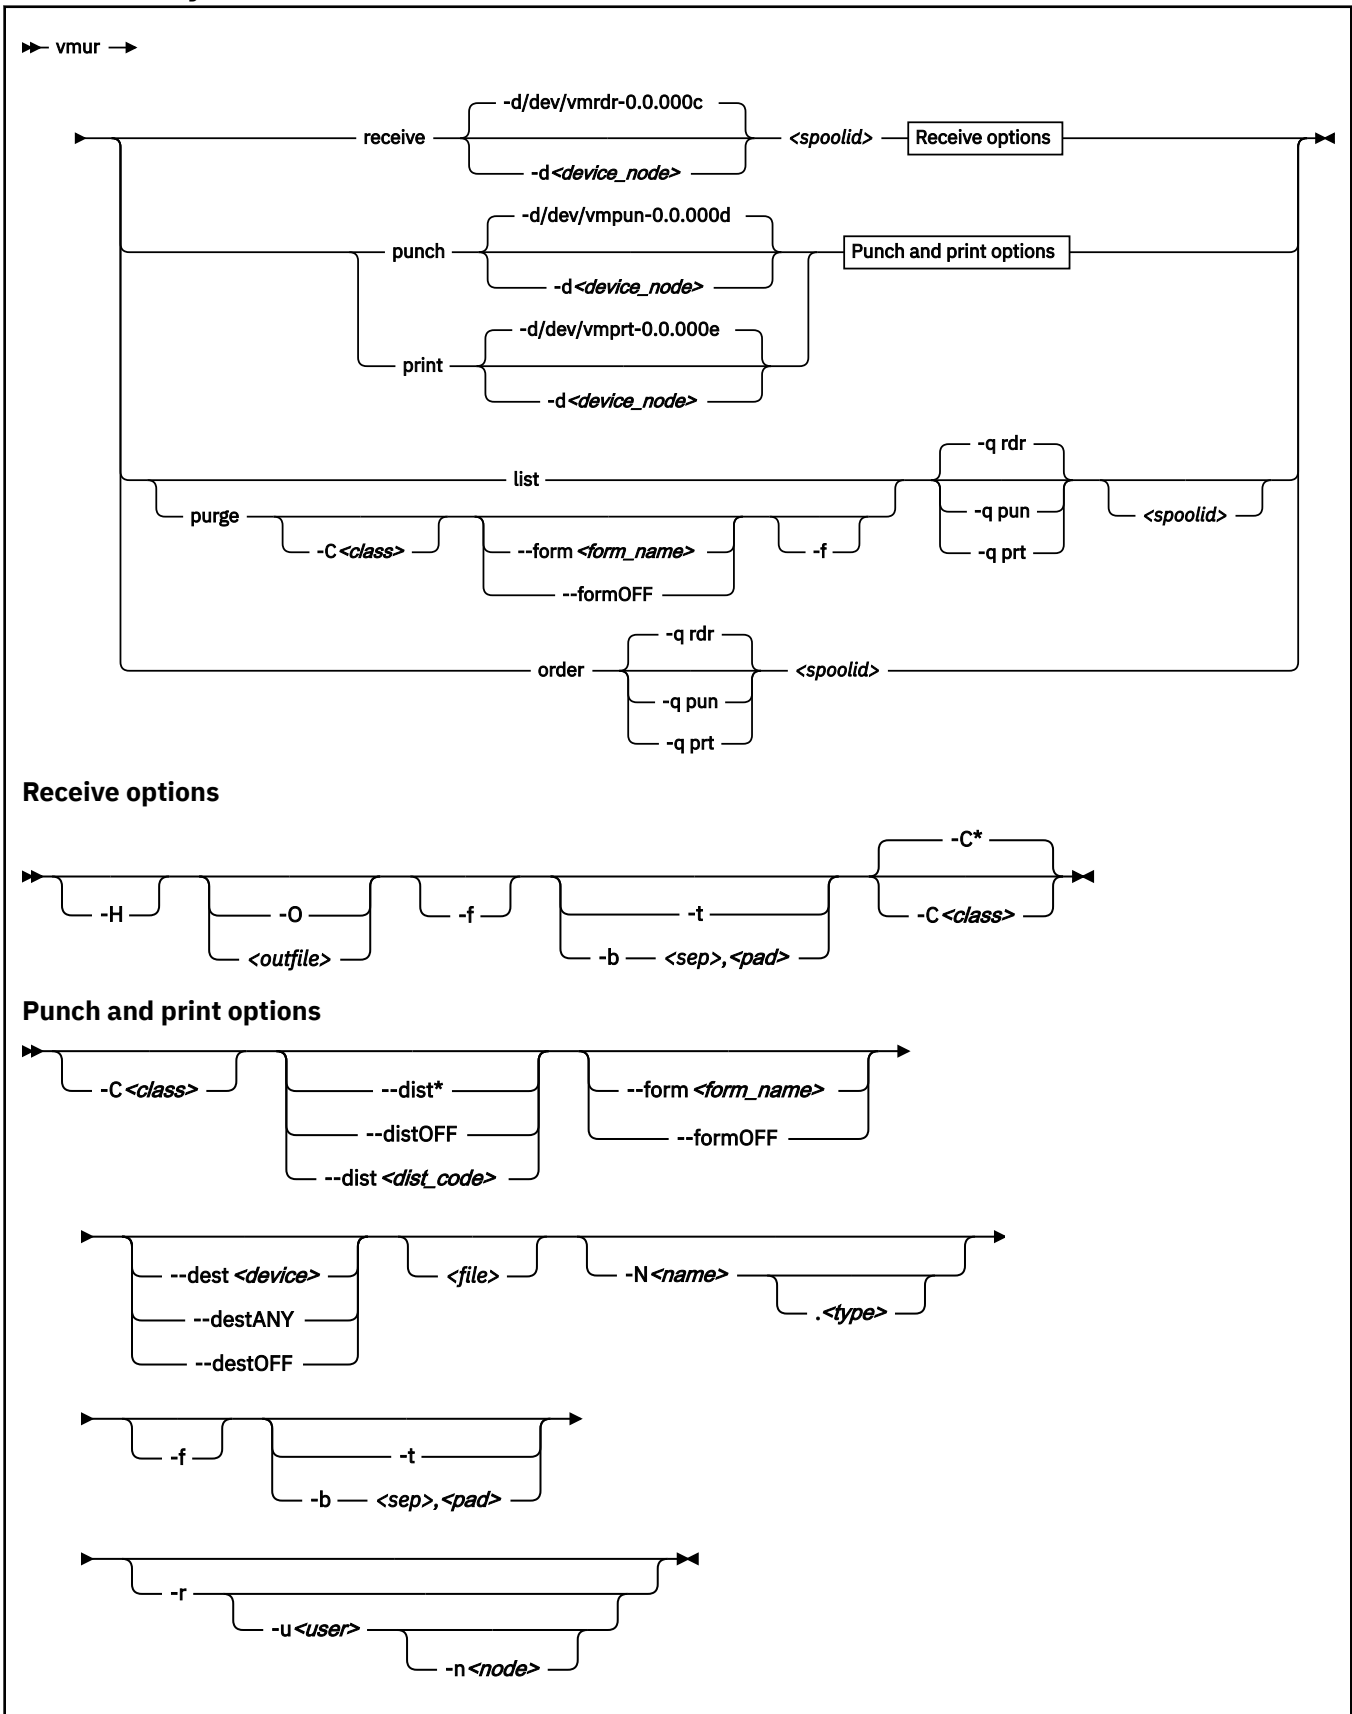 vmur
-d/dev/vmrdr-0.0.000c
receive
<spoolid>
Receive options
-d<device_node>
-d/dev/vmpun-0.0.000d
punch
Punch and print options
-d<device_node>
-d/dev/vmprt-0.0.000e
print
-d<device_node>
-q rdr
list
purge
-q pun
<spoolid>
-C<class>
--form<form_name>
-f
-q prt
--formOFF
-q rdr
order
<spoolid>
-q pun
-q prt
Receive options
-C*
-H
-O
-f
-t
-C<class>
<outfile>
-b
<sep>,<pad>
Punch and print options
-C<class>
--dist*
--form<form_name>
--distOFF
--formOFF
--dist<dist_code>
--dest<device>
<file>
-N<name>
.<type>
--destANY
--destOFF
-f
-t
-b
<sep>,<pad>
-r
-u<user>
-n<node>